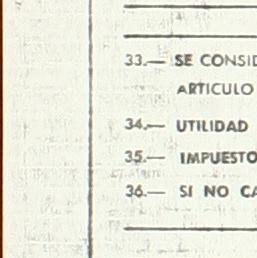 33.— SE CONSID
ARTICULO
34.— UTILIDAD
35.— IMPUESTO
36.— SI NO CA